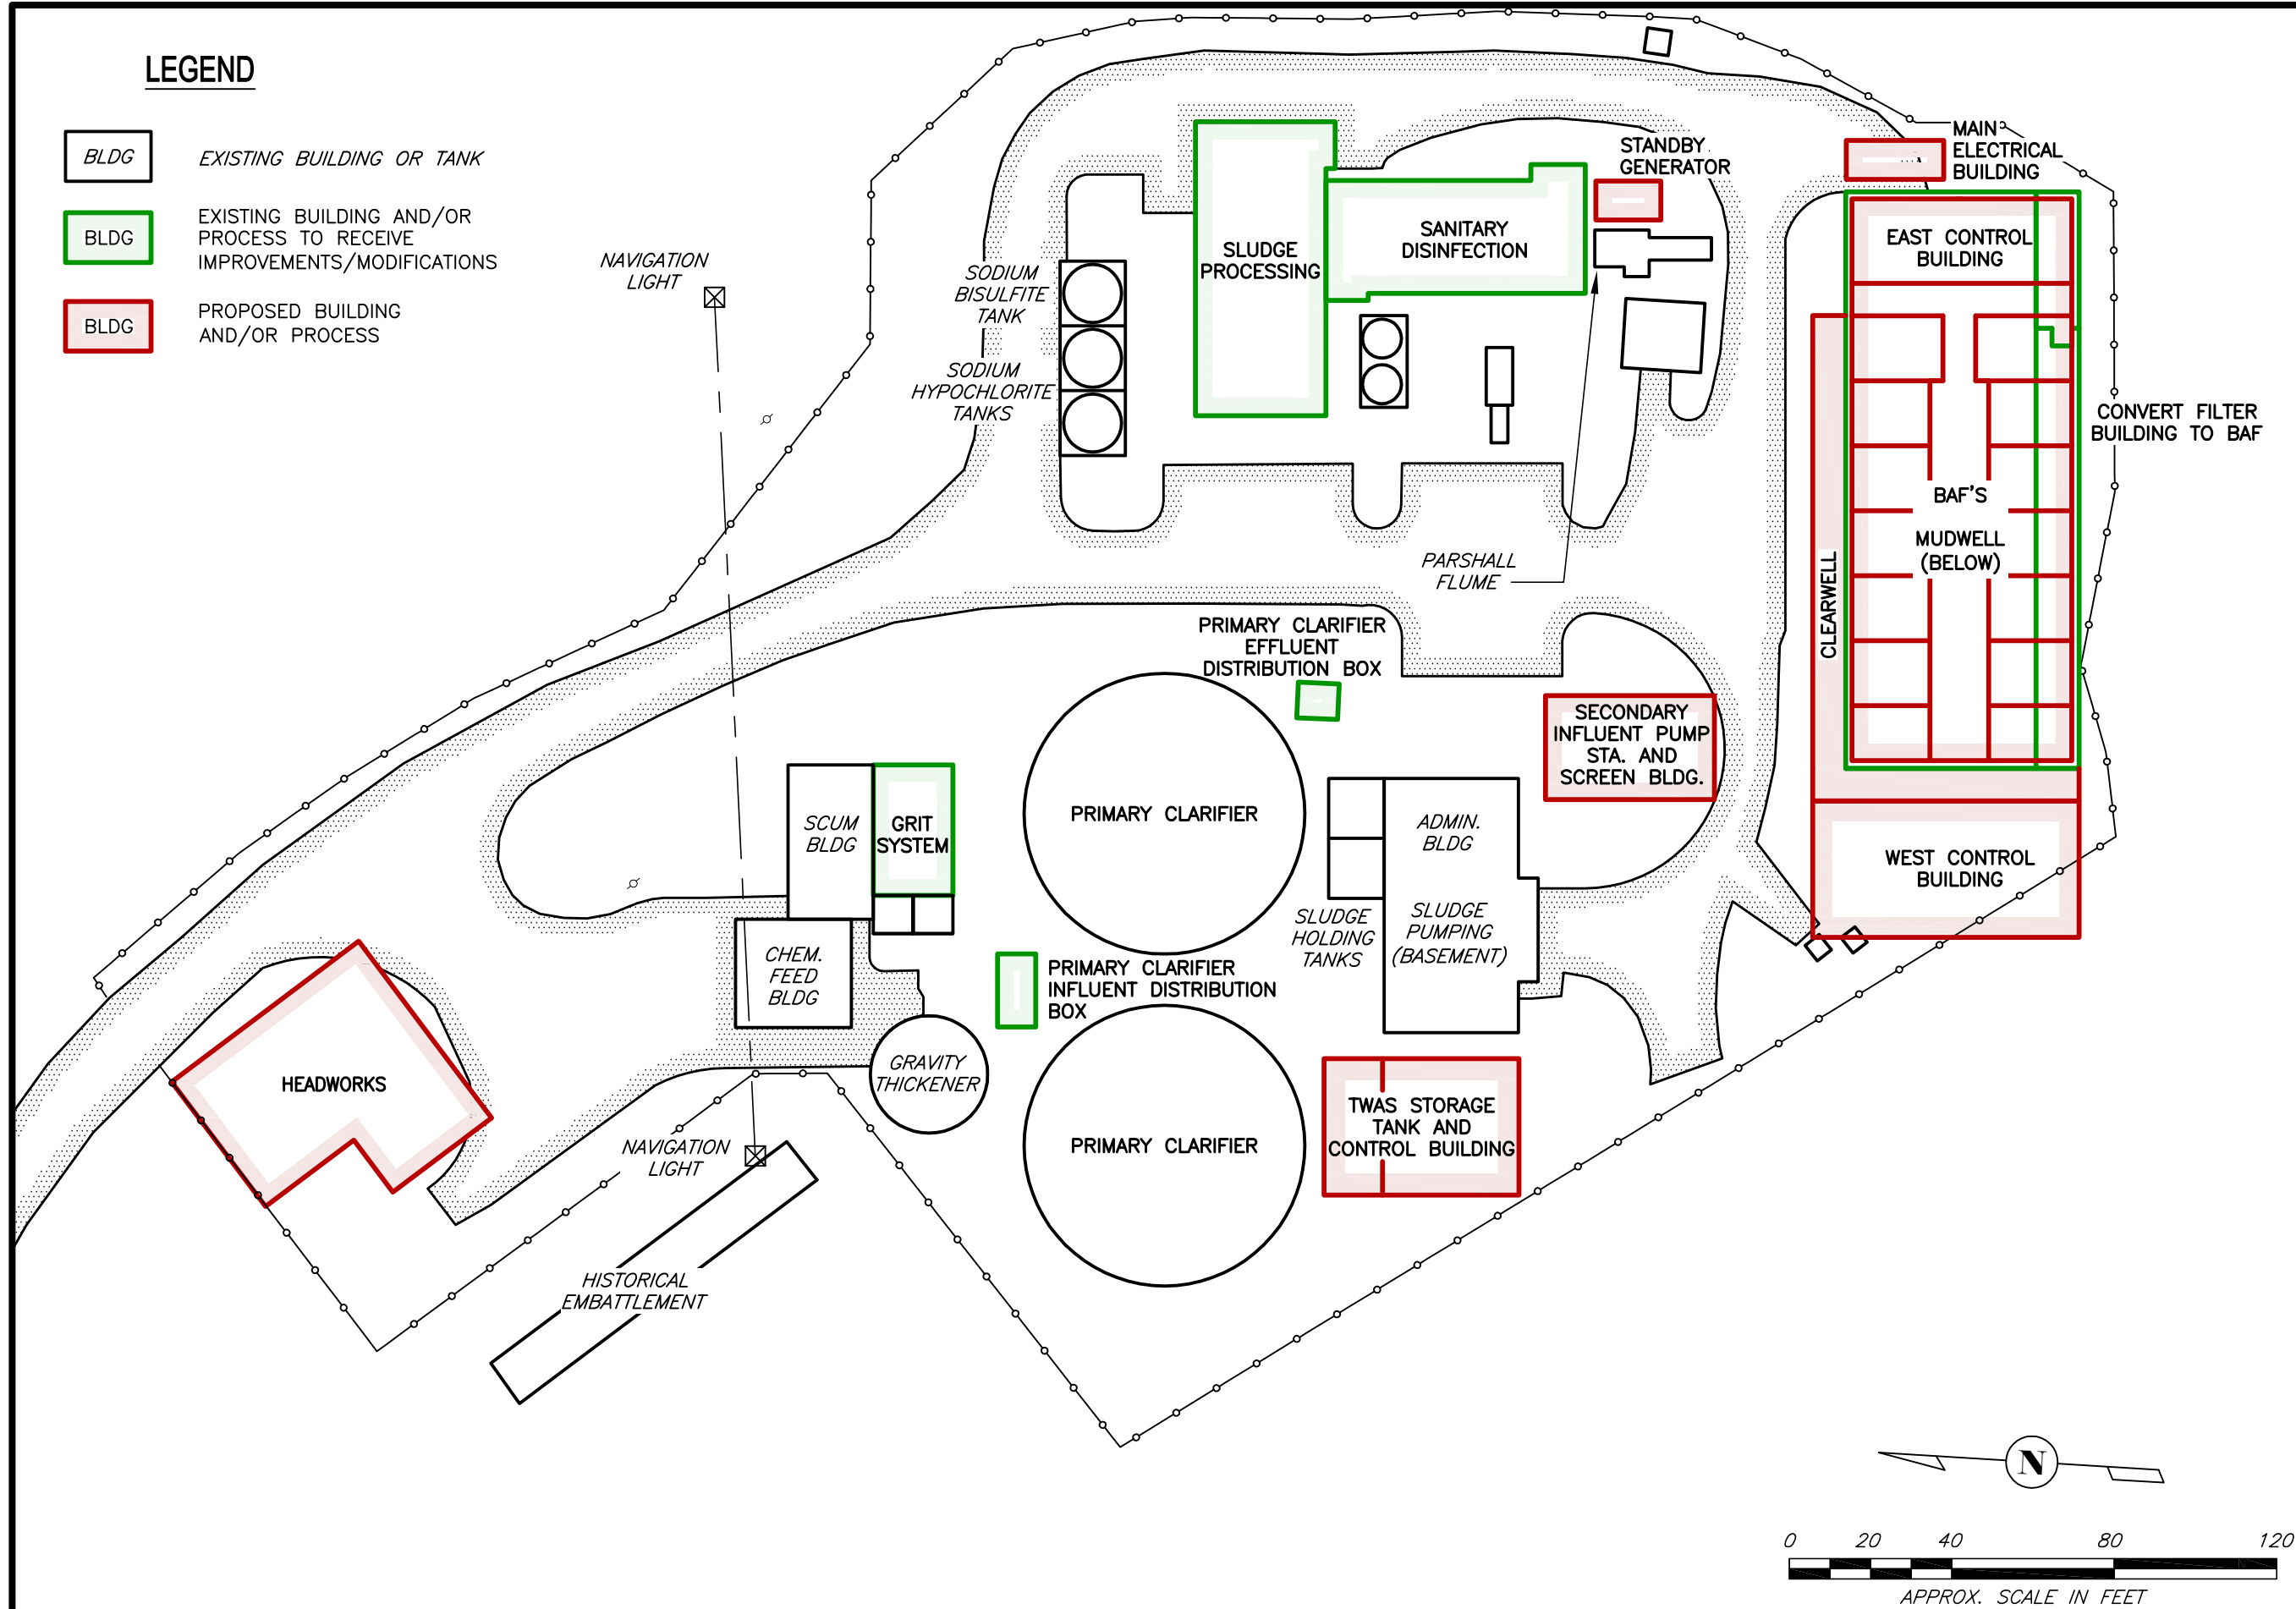 LEGEND
BLDG
EXISTING BUILDING OR TANK
BLDG
EXISTING BUILDING AND/OR
PROCESS TO RECEIVE
IMPROVEMENTS/MODIFICATIONS
BLDG
PROPOSED BUILDING
AND/OR PROCESS
NAVIGATION
LIGHT
SODIUM
BISULFITE
TANK
SODIUM
HYPOCHLORITE
TANKS
SLUDGE
PROCESSING
SANITARY
DISINFECTION
STANDBY
GENERATOR
MAIN
ELECTRICAL
BUILDING
EAST CONTROL
BUILDING
CONVERT FILTER
BUILDING TO BAF
BAF'S
MUDWELL
(BELOW)
CLEARWELL
PARSHALL
FLUME
PRIMARY CLARIFIER
EFFLUENT
DISTRIBUTION BOX
SECONDARY
INFLUENT PUMP
STA. AND
SCREEN BLDG.
SCUM
BLDG
GRIT
SYSTEM
PRIMARY CLARIFIER
ADMIN.
BLDG
WEST CONTROL
BUILDING
SLUDGE
HOLDING
TANKS
SLUDGE
PUMPING
(BASEMENT)
CHEM.
FEED
BLDG
PRIMARY CLARIFIER
INFLUENT DISTRIBUTION
BOX
HEADWORKS
GRAVITY
THICKENER
NAVIGATION
LIGHT
PRIMARY CLARIFIER
TWAS STORAGE
TANK AND
CONTROL BUILDING
HISTORICAL
EMBATTLEMENT
N
0 20 40 80 120
APPROX. SCALE IN FEET